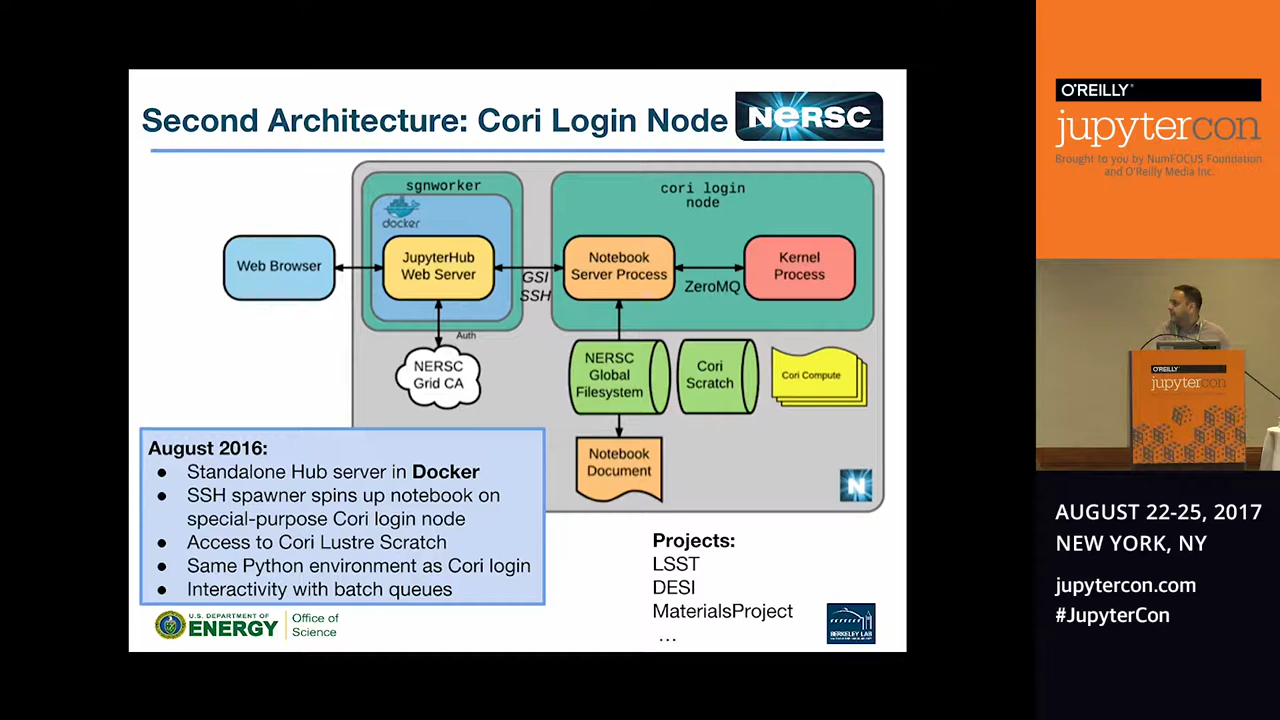 Second Architecture: Cori Login Node
NERSC
sgnworker
docker
cori login
node
Web Browser
JupyterHub
Web Server
GSI
SSH
Notebook
Server Process
ZeroMQ
Kernel
Process
Auth
NERSC
Grid CA
NERSC
Global
Filesystem
Cori
Scratch
Cori Compute
Notebook
Document
N
August 2016:
● Standalone Hub server in Docker
● SSH spawner spins up notebook on
special-purpose Cori login node
● Access to Cori Lustre Scratch
● Same Python environment as Cori login
● Interactivity with batch queues
Projects:
LSST
DESI
MaterialsProject
...
U.S. DEPARTMENT OF
ENERGY
Office of
Science
BERKELEY LAB
O'REILLY®
jupytercon
Brought to you by NumFOCUS Foundation
and O'Reilly Media Inc.
O'REILLY
jupytercon
AUGUST 22-25, 2017
NEW YORK, NY
jupytercon.com
#JupyterCon